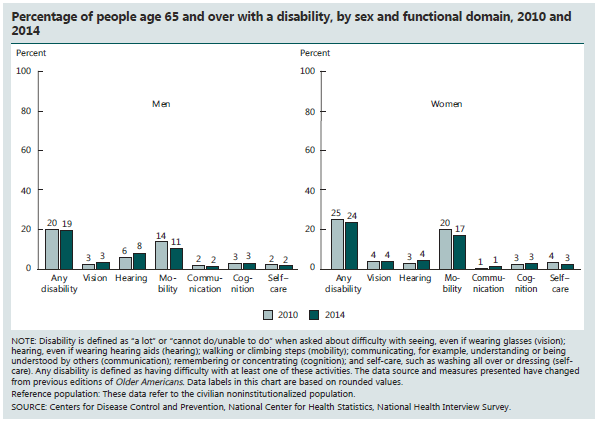 Percentage of people age 65 and over with a disability, by sex and functional domain, 2010 and
2014
Percent
100
80
60
40
20
0
Men
20 19
3 3
6 8
14 11
2 2
3 3
2 2
Any disability
Vision
Hearing
Mo-bility
Commu-nication
Cog-nition
Self–care
Percent
100
80
60
40
20
0
Women
25 24
4 4
3 4
20 17
1 1
3 3
4 3
Any disability
Vision
Hearing
Mo-bility
Commu-nication
Cog-nition
Self–care
2010 2014
NOTE: Disability is defined as “a lot” or “cannot do/unable to do” when asked about difficulty with seeing, even if wearing glasses (vision);
hearing, even if wearing hearing aids (hearing); walking or climbing steps (mobility); communicating, for example, understanding or being
understood by others (communication); remembering or concentrating (cognition); and self-care, such as washing all over or dressing (self-
care). Any disability is defined as having difficulty with at least one of these activities. The data source and measures presented have changed
from previous editions of Older Americans. Data labels in this chart are based on rounded values.
Reference population: These data refer to the civilian noninstitutionalized population.
SOURCE: Centers for Disease Control and Prevention, National Center for Health Statistics, National Health Interview Survey.